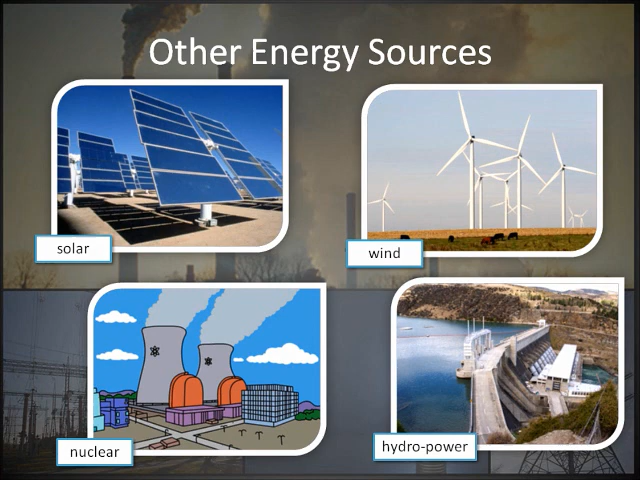 Other Energy Sources
solar
wind
nuclear
hydro-power